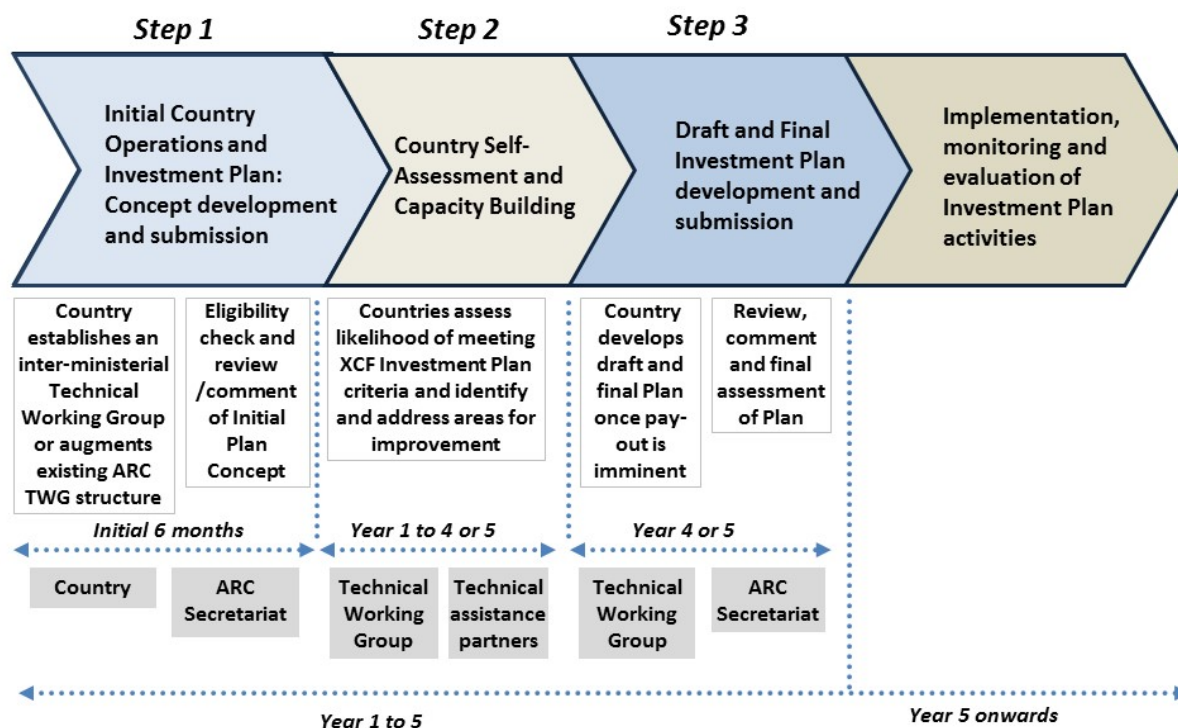 Step 1
Step 2
Step 3
Initial Country
Operations and
Investment Plan:
Concept development
and submission
Country Self-
Assessment and
Capacity Building
Draft and Final
Investment Plan
development and
submission
Implementation,
monitoring and
evaluation of
Investment Plan
activities
Country
establishes an
inter-ministerial
Technical
Working Group
or augments
existing ARC
TWG structure
Eligibility
check and
review
/comment
of Initial
Plan
Concept
Countries assess
likelihood of meeting
XCF Investment Plan
criteria and identify
and address areas for
improvement
Country
develops
draft and
final Plan
once pay-
out is
imminent
Review,
comment
and final
assessment
of Plan
Initial 6 months
Year 1 to 4 or 5
Year 4 or 5
Country
ARC
Secretariat
Technical
Working
Group
Technical
assistance
partners
Technical
Working
Group
ARC
Secretariat
Year 1 to 5
Year 5 onwards